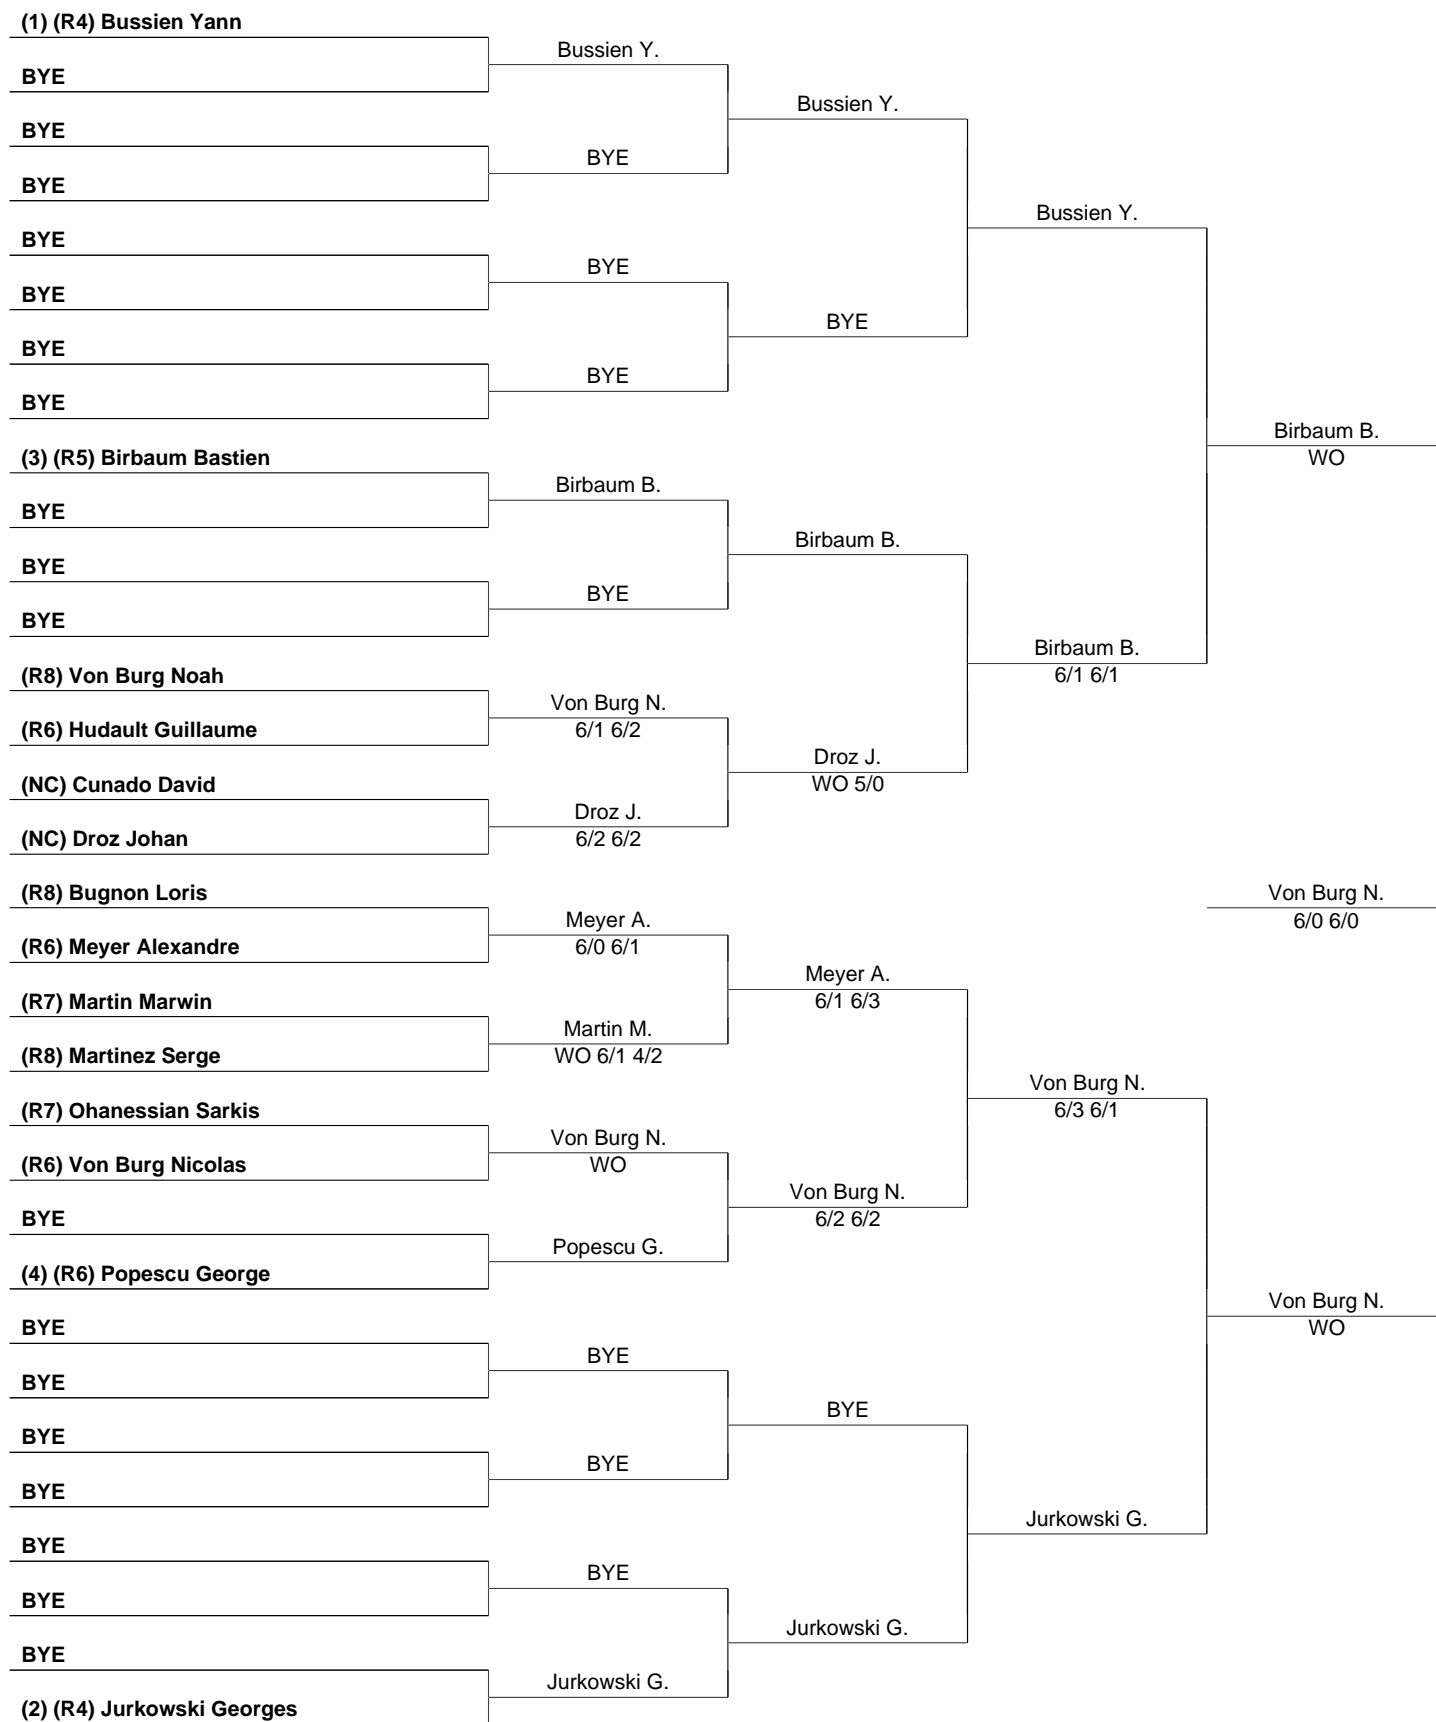 (1) (R4) Bussien Yann
BYE
BYE
BYE
BYE
BYE
BYE
BYE
(3) (R5) Birbaum Bastien
BYE
BYE
BYE
(R8) Von Burg Noah
(R6) Hudault Guillaume
(NC) Cunado David
(NC) Droz Johan
(R8) Bugnon Loris
(R6) Meyer Alexandre
(R7) Martin Marwin
(R8) Martinez Serge
(R7) Ohanessian Sarkis
(R6) Von Burg Nicolas
BYE
(4) (R6) Popescu George
BYE
BYE
BYE
BYE
BYE
BYE
BYE
(2) (R4) Jurkowski Georges
Bussien Y.
BYE
BYE
BYE
Birbaum B.
BYE
Von Burg N.
6/1 6/2
Droz J.
6/2 6/2
Meyer A.
6/0 6/1
Martin M.
WO 6/1 4/2
Von Burg N.
WO
Popescu G.
BYE
BYE
BYE
Jurkowski G.
Bussien Y.
BYE
Birbaum B.
Droz J.
WO 5/0
Meyer A.
6/1 6/3
Von Burg N.
6/2 6/2
BYE
Jurkowski G.
Bussien Y.
Birbaum B.
6/1 6/1
Von Burg N.
6/3 6/1
Jurkowski G.
Birbaum B.
WO
Von Burg N.
6/0 6/0
Von Burg N.
WO